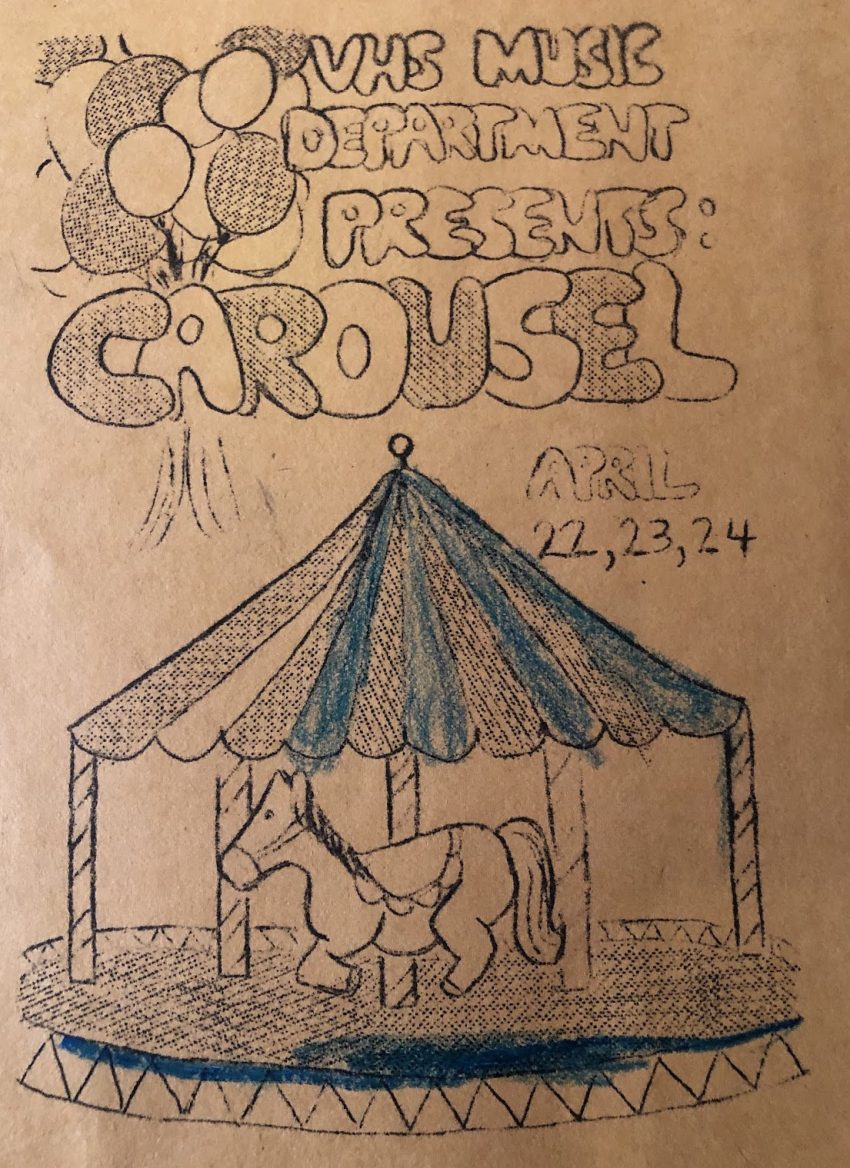 VHS MUSIC
DEPARTMENT
PRESENTS:
CAROUSEL
APRIL
22, 23, 24